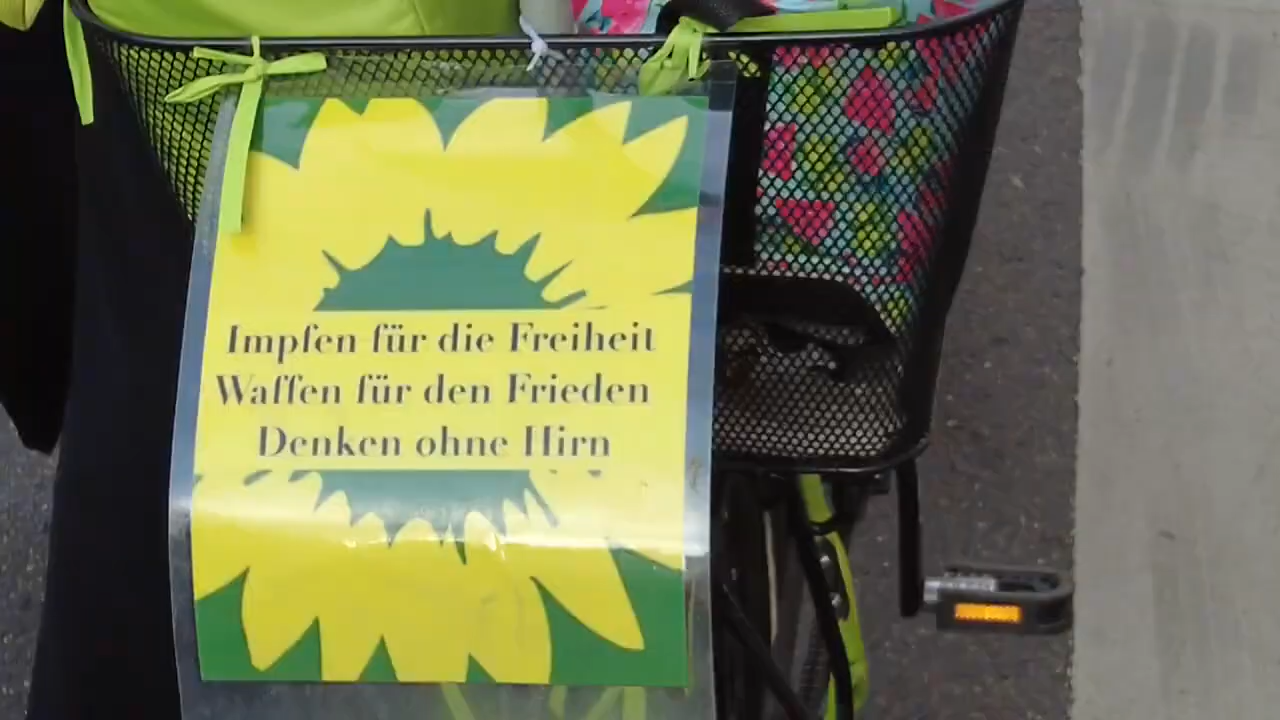 Impfen für die Freiheit
Waffen für den Frieden
Denken ohne Hirn